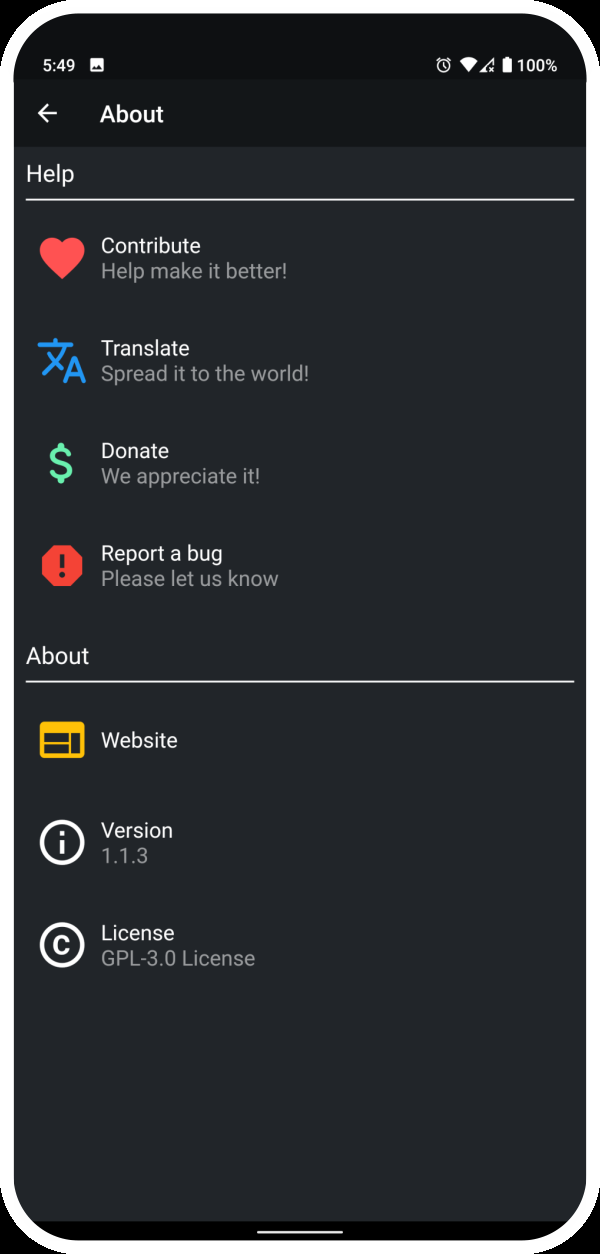 5:49 100%
About
Help
Contribute
Help make it better!
Translate
Spread it to the world!
Donate
We appreciate it!
Report a bug
Please let us know
About
Website
Version
1.1.3
License
GPL-3.0 License